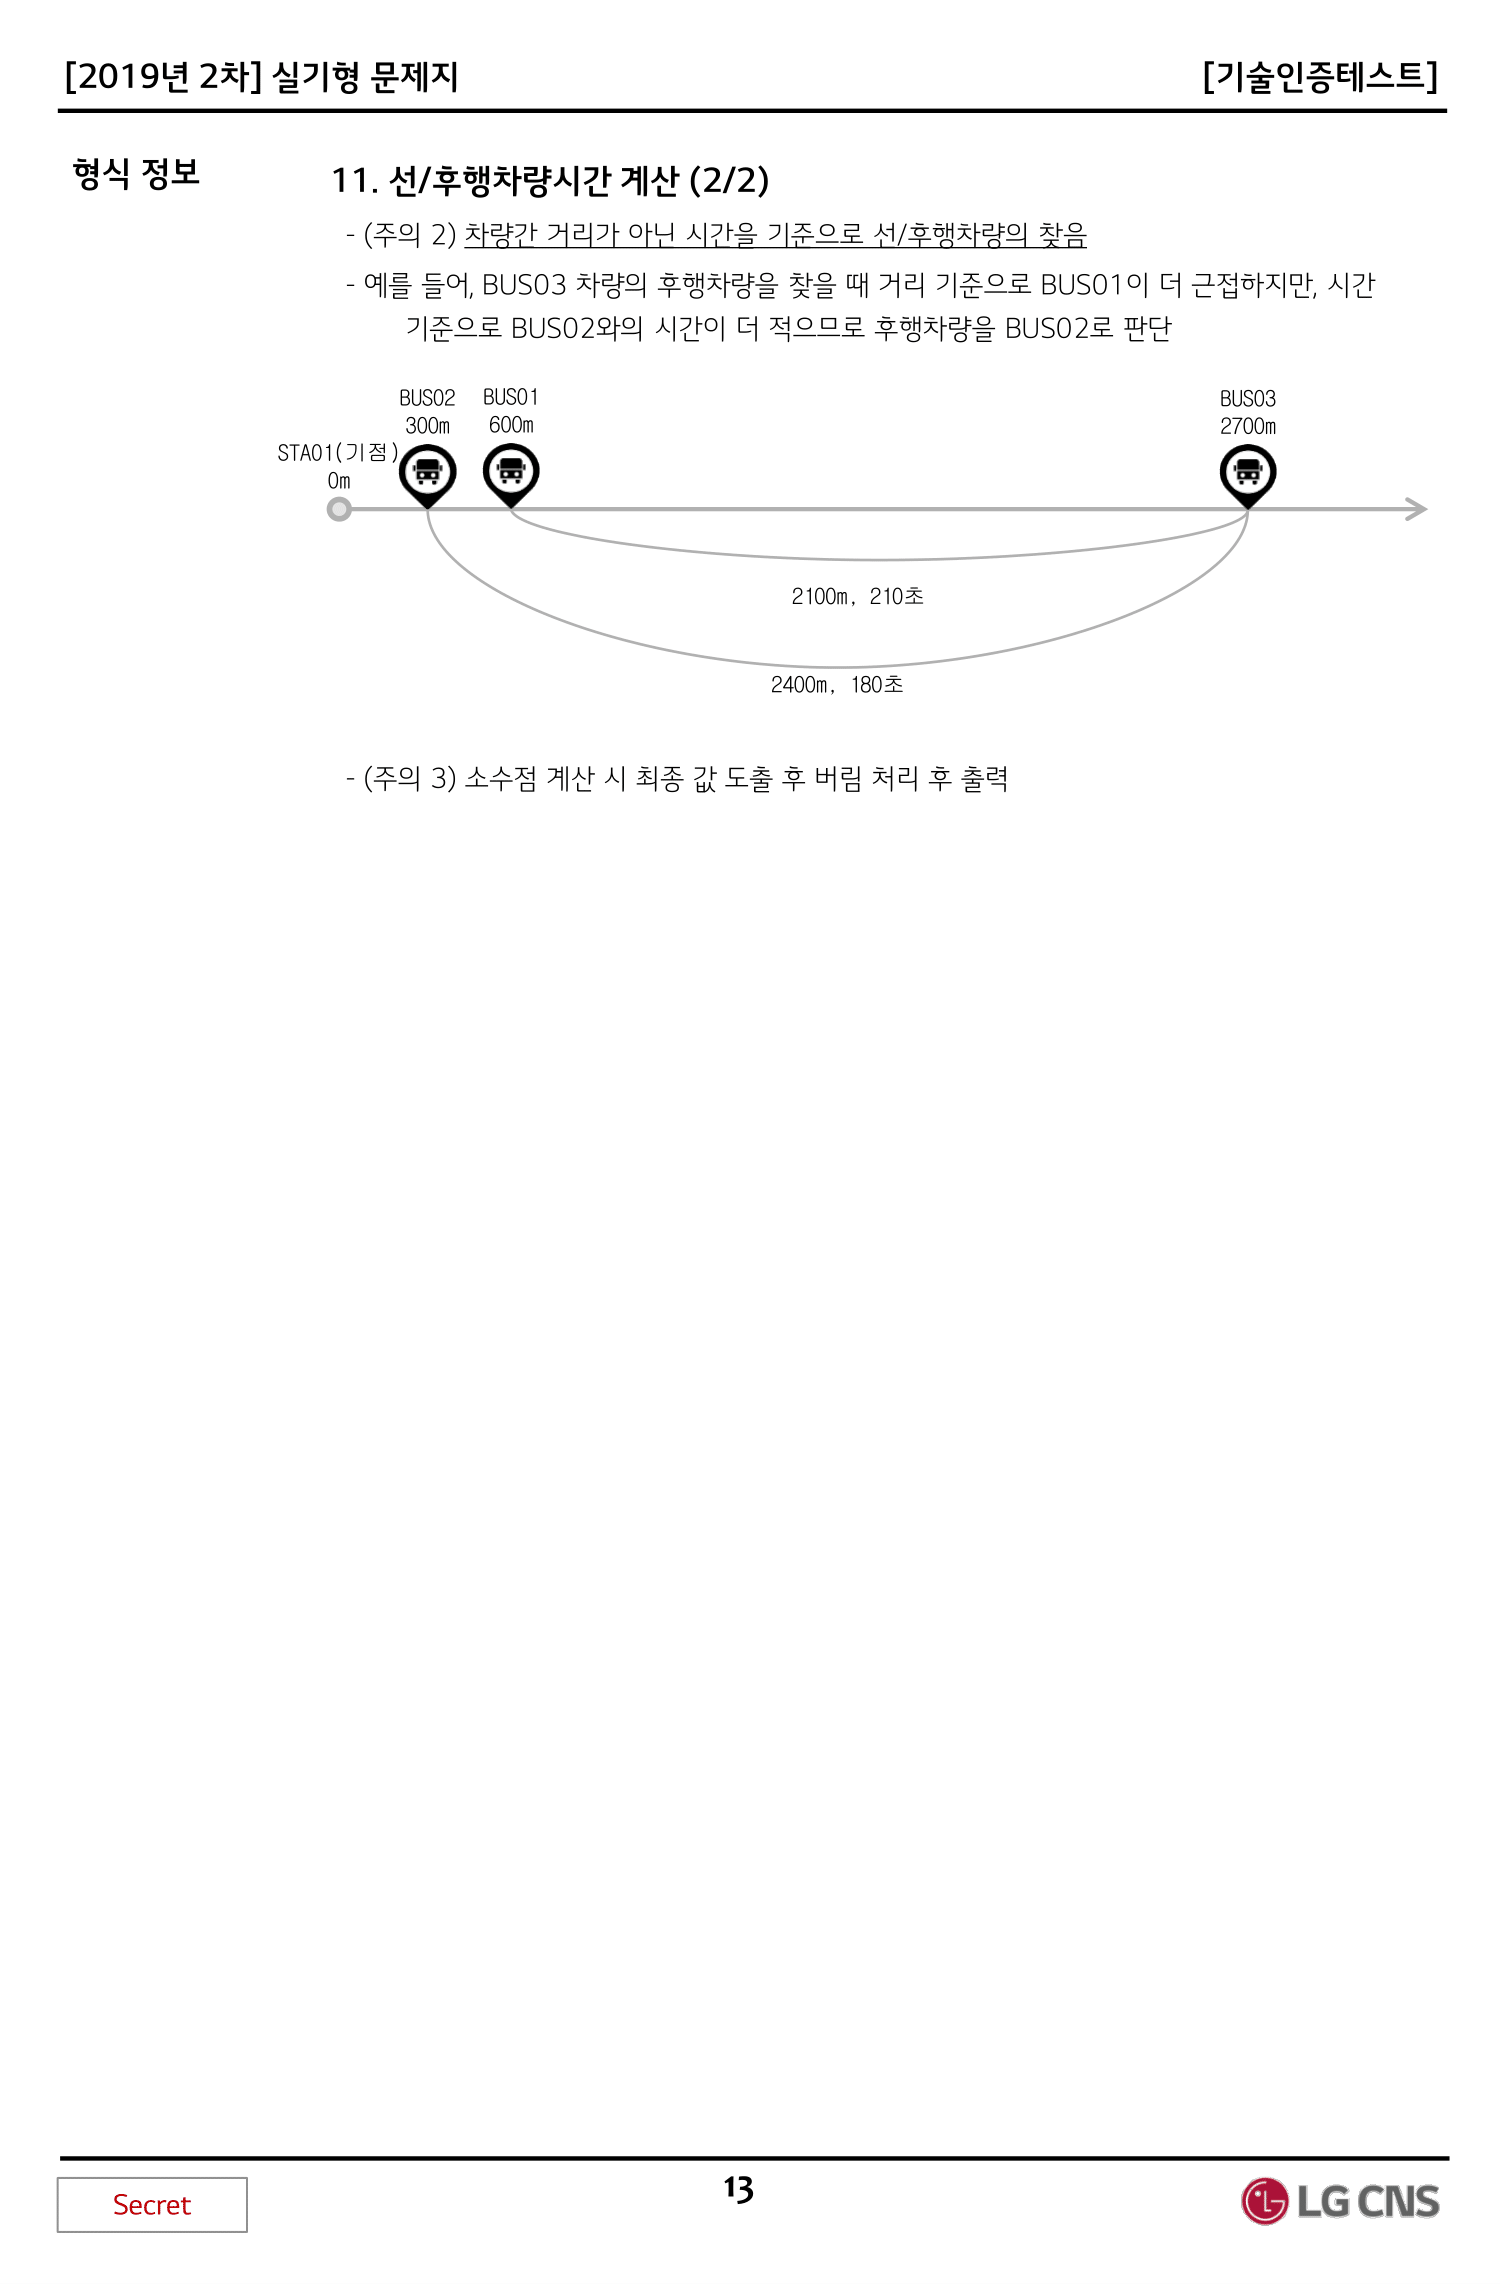 [2019년 2차] 실기형 문제지
[기술인증테스트]
형식 정보
11. 선/후행차량시간 계산 (2/2)
- (주의 2) 차량간 거리가 아닌 시간을 기준으로 선/후행차량의 찾음
- 예를 들어, BUS03 차량의 후행차량을 찾을 때 거리 기준으로 BUS01이 더 근접하지만, 시간
기준으로 BUS02와의 시간이 더 적으므로 후행차량을 BUS02로 판단
BUS02
300m
BUS01
600m
BUS03
2700m
STA01(기점)
0m
2100m, 210초
2400m, 180초
- (주의 3) 소수점 계산 시 최종 값 도출 후 버림 처리 후 출력
Secret
13
LG CNS